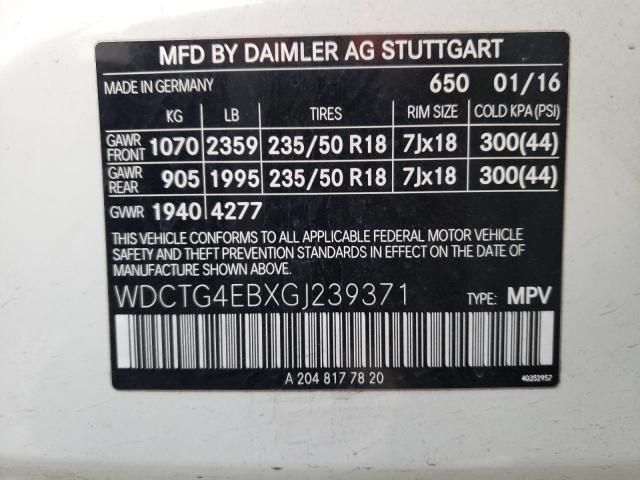 MFD BY DAIMLER AG STUTTGART
MADE IN GERMANY 650 01/16
KG LB TIRES RIM SIZE COLD KPA(PSI)
GAWR FRONT 1070 2359 235/50 R18 7Jx18 300(44)
GAWR REAR 905 1995 235/50 R18 7Jx18 300(44)
GVWR 1940 4277
THIS VEHICLE CONFORMS TO ALL APPLICABLE FEDERAL MOTOR VEHICLE
SAFETY AND THEFT PREVENTION STANDARDS IN EFFECT ON THE DATE OF
MANUFACTURE SHOWN ABOVE.
WDCTG4EBXGJ239371 TYPE: MPV
A 204 817 78 20 40352957